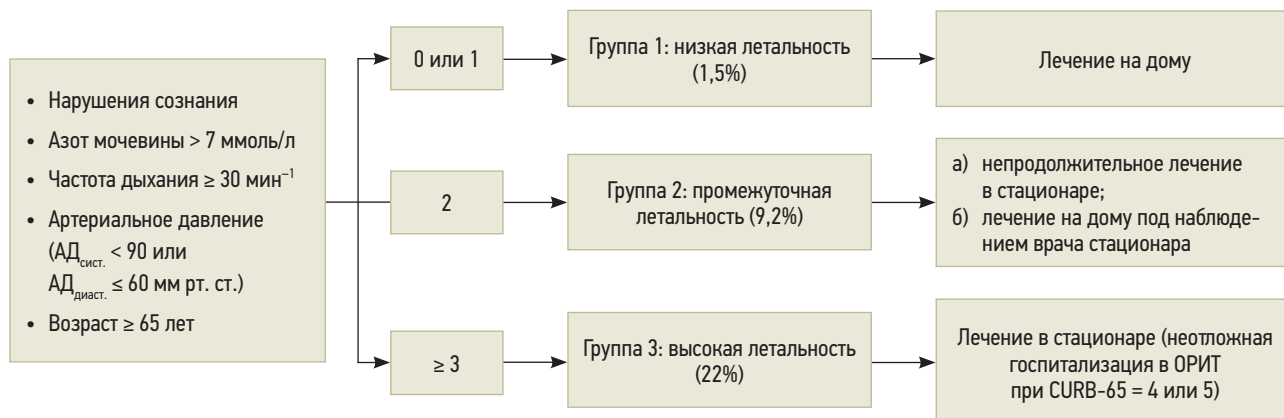 • Нарушения сознания
• Азот мочевины > 7 ммоль/л
• Частота дыхания ≥ 30 мин⁻¹
• Артериальное давление
(АДсист. < 90 или
АДдиаст. ≤ 60 мм рт. ст.)
• Возраст ≥ 65 лет
0 или 1
Группа 1: низкая летальность
(1,5%)
Лечение на дому
2
Группа 2: промежуточная
летальность (9,2%)
а) непродолжительное лечение
в стационаре;
б) лечение на дому под наблюде-
нием врача стационара
≥ 3
Группа 3: высокая летальность
(22%)
Лечение в стационаре (неотложная
госпитализация в ОРИТ
при CURB-65 = 4 или 5)